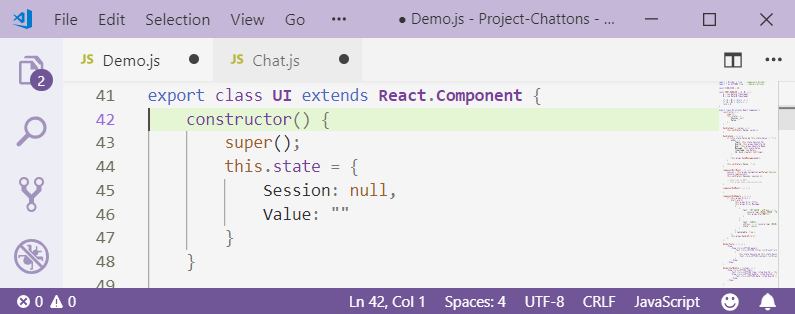 File Edit Selection View Go ... ● Demo.js - Project-Chattons - ...
JS Demo.js ● JS Chat.js ●
2
41 export class UI extends React.Component {
42     constructor() {
43         super();
44         this.state = {
45             Session: null,
46             Value: ""
47         }
48     }
49
0 0 Ln 42, Col 1 Spaces: 4 UTF-8 CRLF JavaScript